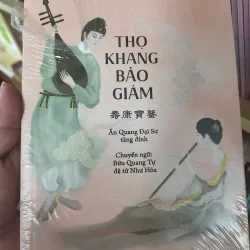 THỌ
KHANG
BẢO
GIÁM
壽康寶鑒
Ấn Quang Đại Sư
tăng đính
Chuyển ngữ:
Bửu Quang Tự
đệ tử Như Hòa